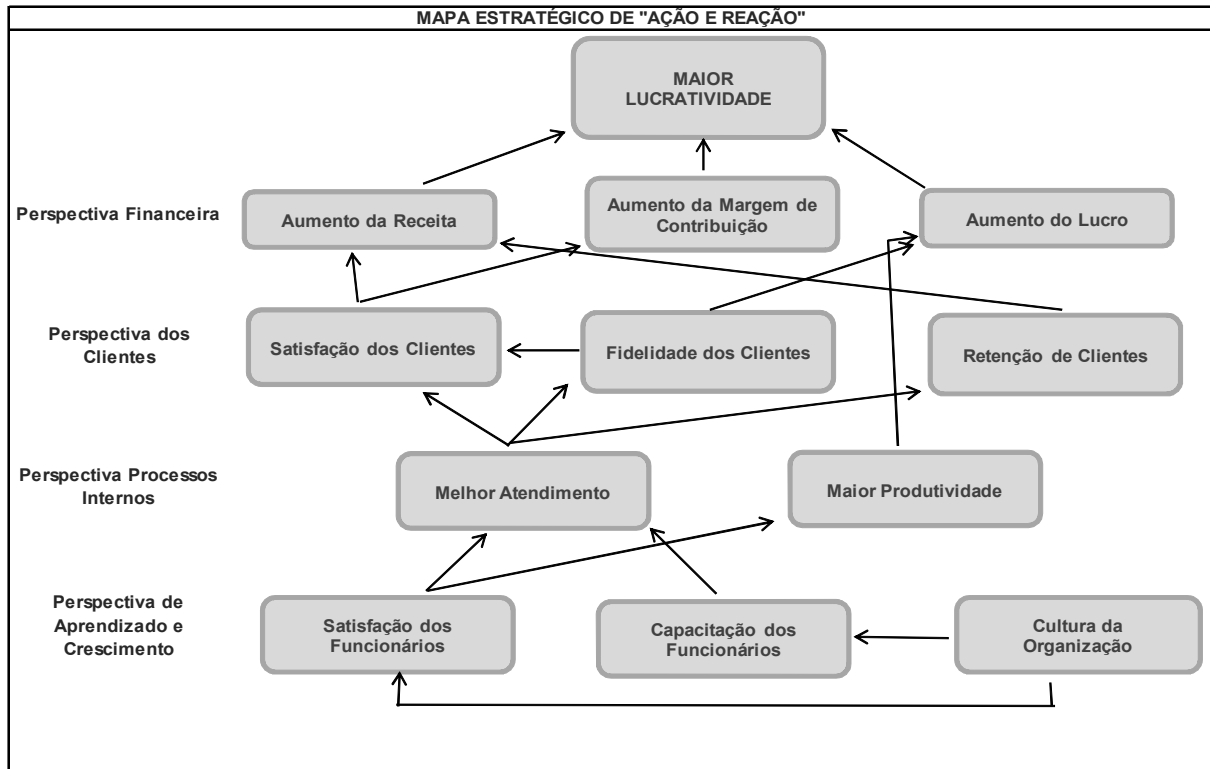 MAPA ESTRATÉGICO DE "AÇÃO E REAÇÃO"
MAIOR
LUCRATIVIDADE
Perspectiva Financeira
Aumento da Receita
Aumento da Margem de
Contribuição
Aumento do Lucro
Perspectiva dos
Clientes
Satisfação dos Clientes
Fidelidade dos Clientes
Retenção de Clientes
Perspectiva Processos
Internos
Melhor Atendimento
Maior Produtividade
Perspectiva de
Aprendizado e
Crescimento
Satisfação dos
Funcionários
Capacitação dos
Funcionários
Cultura da
Organização